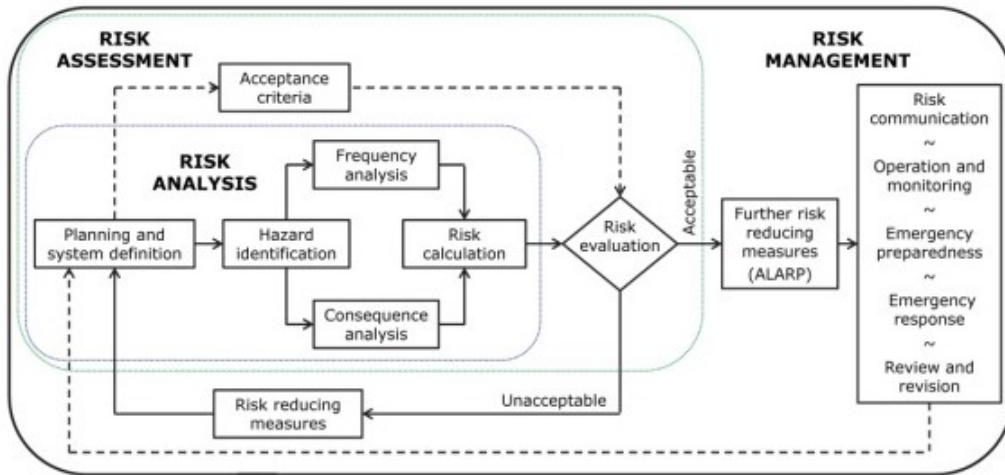 RISK
ASSESSMENT
RISK
MANAGEMENT
Acceptance
criteria
RISK
ANALYSIS
Frequency
analysis
Planning and
system definition
Hazard
identification
Risk
calculation
Consequence
analysis
Risk
evaluation
Acceptable
Further risk
reducing
measures
(ALARP)
Risk
communication
~
Operation and
monitoring
~
Emergency
preparedness
~
Emergency
response
~
Review and
revision
Unacceptable
Risk reducing
measures